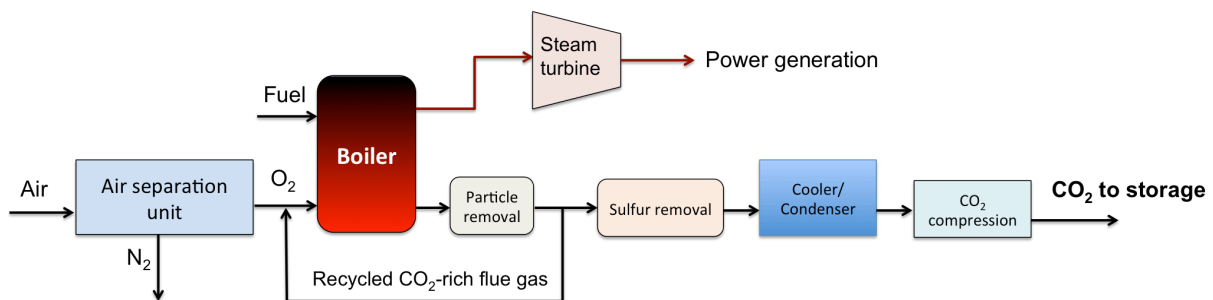 Steam
turbine
Power generation
Fuel
Boiler
Air
Air separation
unit
O₂
N₂
Particle
removal
Sulfur removal
Cooler/
Condenser
CO₂
compression
CO₂ to storage
Recycled CO₂-rich flue gas